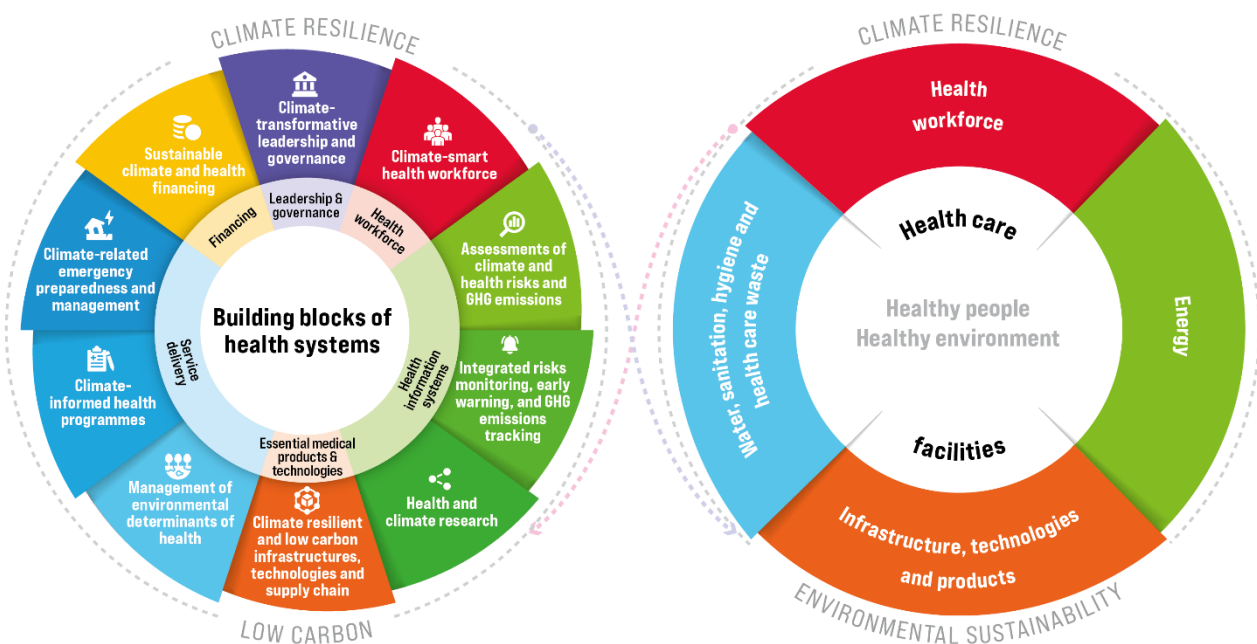 CLIMATE RESILIENCE
Climate-
transformative
leadership and
governance
Climate-smart
health workforce
Assessments of
climate and
health risks and
GHG emissions
Integrated risks
monitoring, early
warning, and GHG
emissions
tracking
Health and
climate research
Climate resilient
and low carbon
infrastructures,
technologies and
supply chain
Management of
environmental
determinants of
health
Climate-
informed health
programmes
Climate-related
emergency
preparedness and
management
Sustainable
climate and health
financing
Leadership &
governance
Health
workforce
Health
information
systems
Essential medical
products &
technologies
Service
delivery
Financing
Building blocks of
health systems
LOW CARBON
CLIMATE RESILIENCE
Health
workforce
Energy
Infrastructure, technologies
and products
Water, sanitation, hygiene and
health care waste
Health care
Healthy people
Healthy environment
facilities
ENVIRONMENTAL SUSTAINABILITY